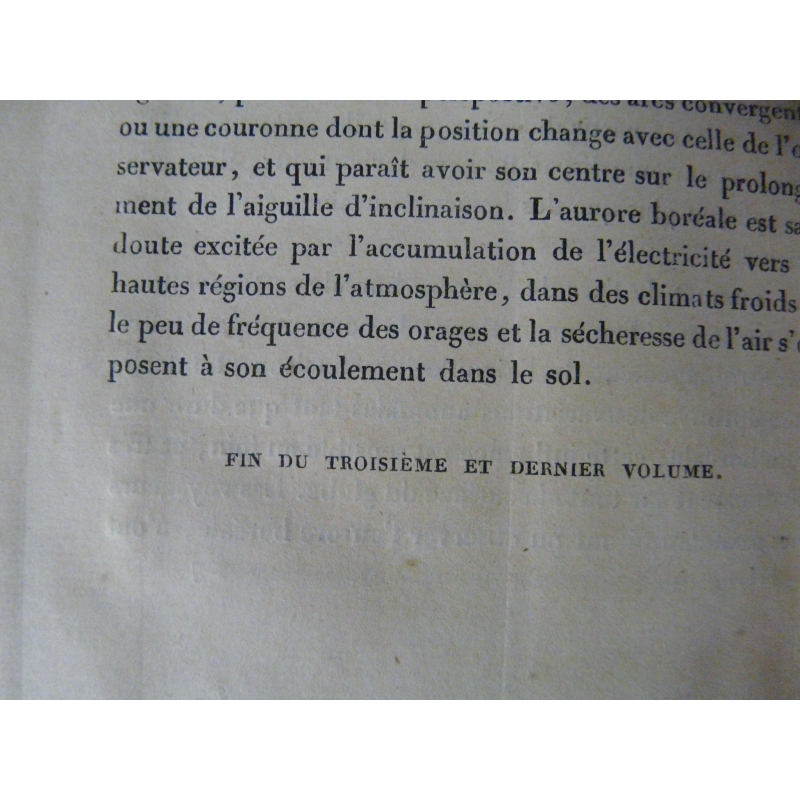 des arcs convergent
ou une couronne dont la position change avec celle de l'o
servateur, et qui paraît avoir son centre sur le prolong
ment de l'aiguille d'inclinaison. L'aurore boréale est sa
doute excitée par l'accumulation de l'électricité vers
hautes régions de l'atmosphère, dans des climats froids
le peu de fréquence des orages et la sécheresse de l'air s'o
posent à son écoulement dans le sol.
FIN DU TROISIÈME ET DERNIER VOLUME.